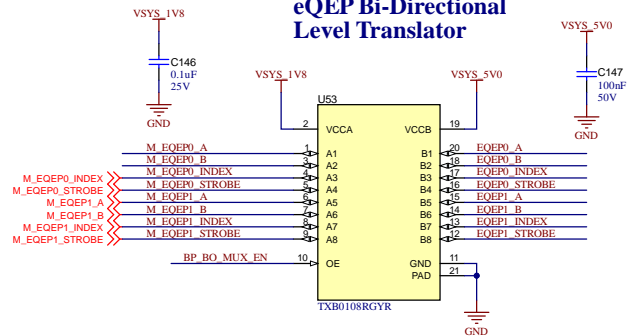 eQEP Bi-Directional
Level Translator
VSYS_1V8
C146
0.1uF
25V
GND
VSYS_1V8
VSYS_5V0
VSYS_5V0
C147
100nF
50V
GND
U53
2 VCCA VCCB 19
M_EQEP0_A 1 A1 B1 20 EQEP0_A
M_EQEP0_B 3 A2 B2 18 EQEP0_B
M_EQEP0_INDEX M_EQEP0_INDEX 4 A3 B3 17 EQEP0_INDEX
M_EQEP0_STROBE M_EQEP0_STROBE 5 A4 B4 16 EQEP0_STROBE
M_EQEP1_A M_EQEP1_A 6 A5 B5 15 EQEP1_A
M_EQEP1_B M_EQEP1_B 7 A6 B6 14 EQEP1_B
M_EQEP1_INDEX M_EQEP1_INDEX 8 A7 B7 13 EQEP1_INDEX
M_EQEP1_STROBE M_EQEP1_STROBE 9 A8 B8 12 EQEP1_STROBE
BP_BO_MUX_EN 10 OE GND 11
PAD 21
TXB0108RGYR
GND